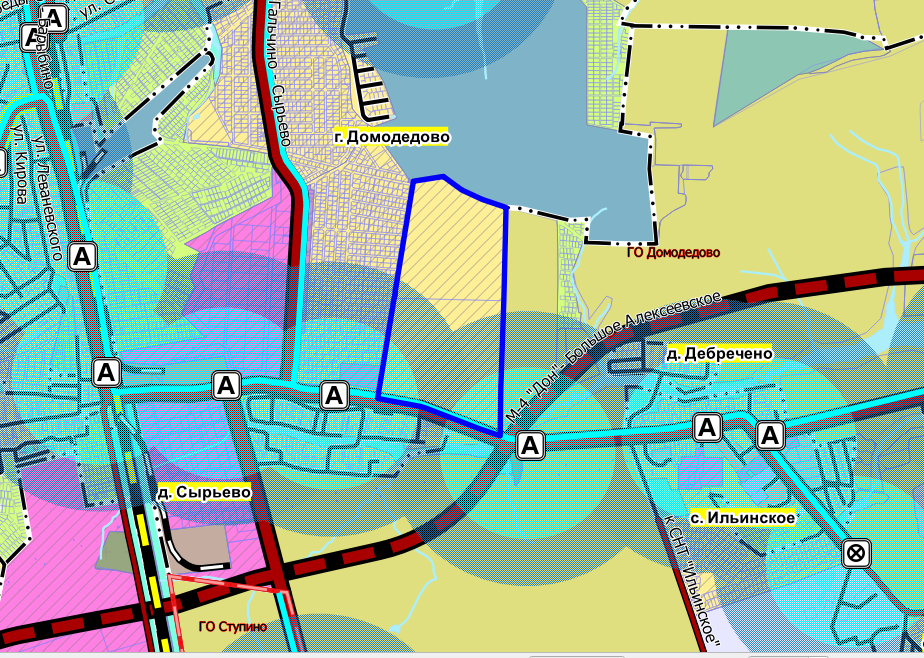 А
ул. С
А
Барыбино
Гальчино - Сырьево
г. Домодедово
ул. Кирова
ул. Леваневского
А
ГО Домодедово
М-4-"Дон"- Большое Алексеевское
д. Дебречено
А
А
А
А
А
А
д. Сырьево
с. Ильинское
к СНТ "Ильинское"
ГО Ступино